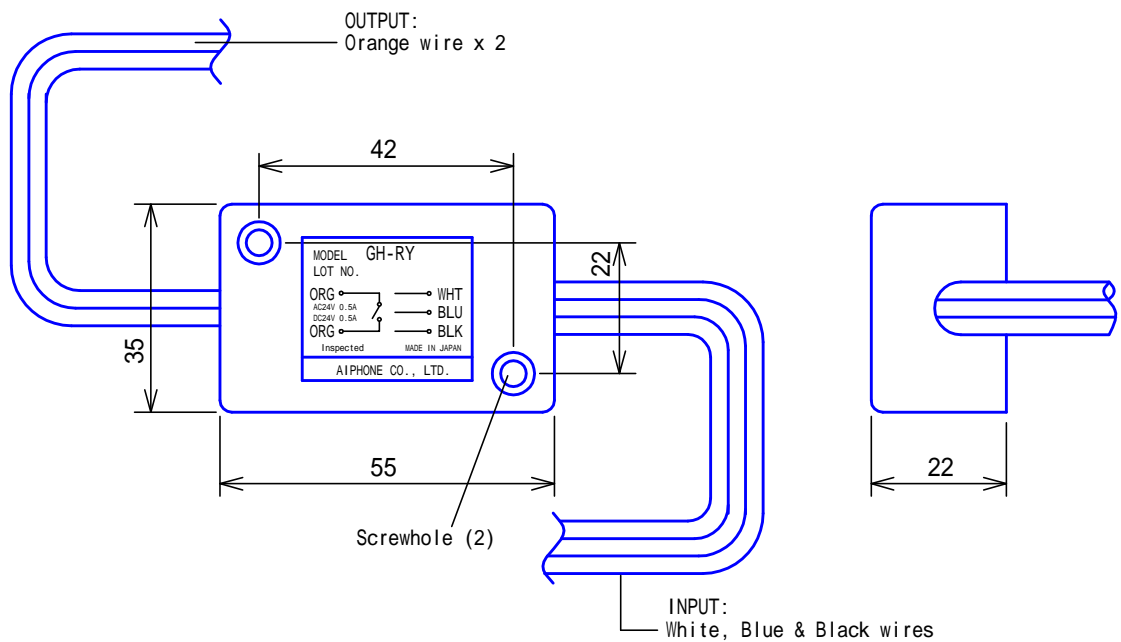 OUTPUT:
Orange wire x 2
42
MODEL GH-RY
LOT NO.
ORG WHT
AC24V 0.5A
DC24V 0.5A
BLU
ORG BLK
Inspected MADE IN JAPAN
AIPHONE CO., LTD.
22
35
55
22
Screwhole (2)
INPUT:
White, Blue & Black wires